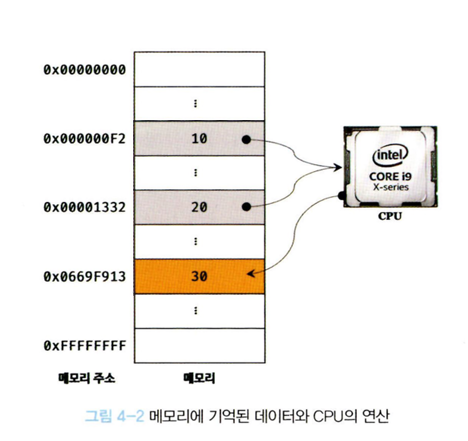 0x00000000
⋮
0x000000F2 10
⋮
0x00001332 20
⋮
0x0669F913 30
⋮
0xFFFFFFFF
메모리 주소 메모리
intel
CORE i9
X-series
CPU
그림 4-2 메모리에 기억된 데이터와 CPU의 연산